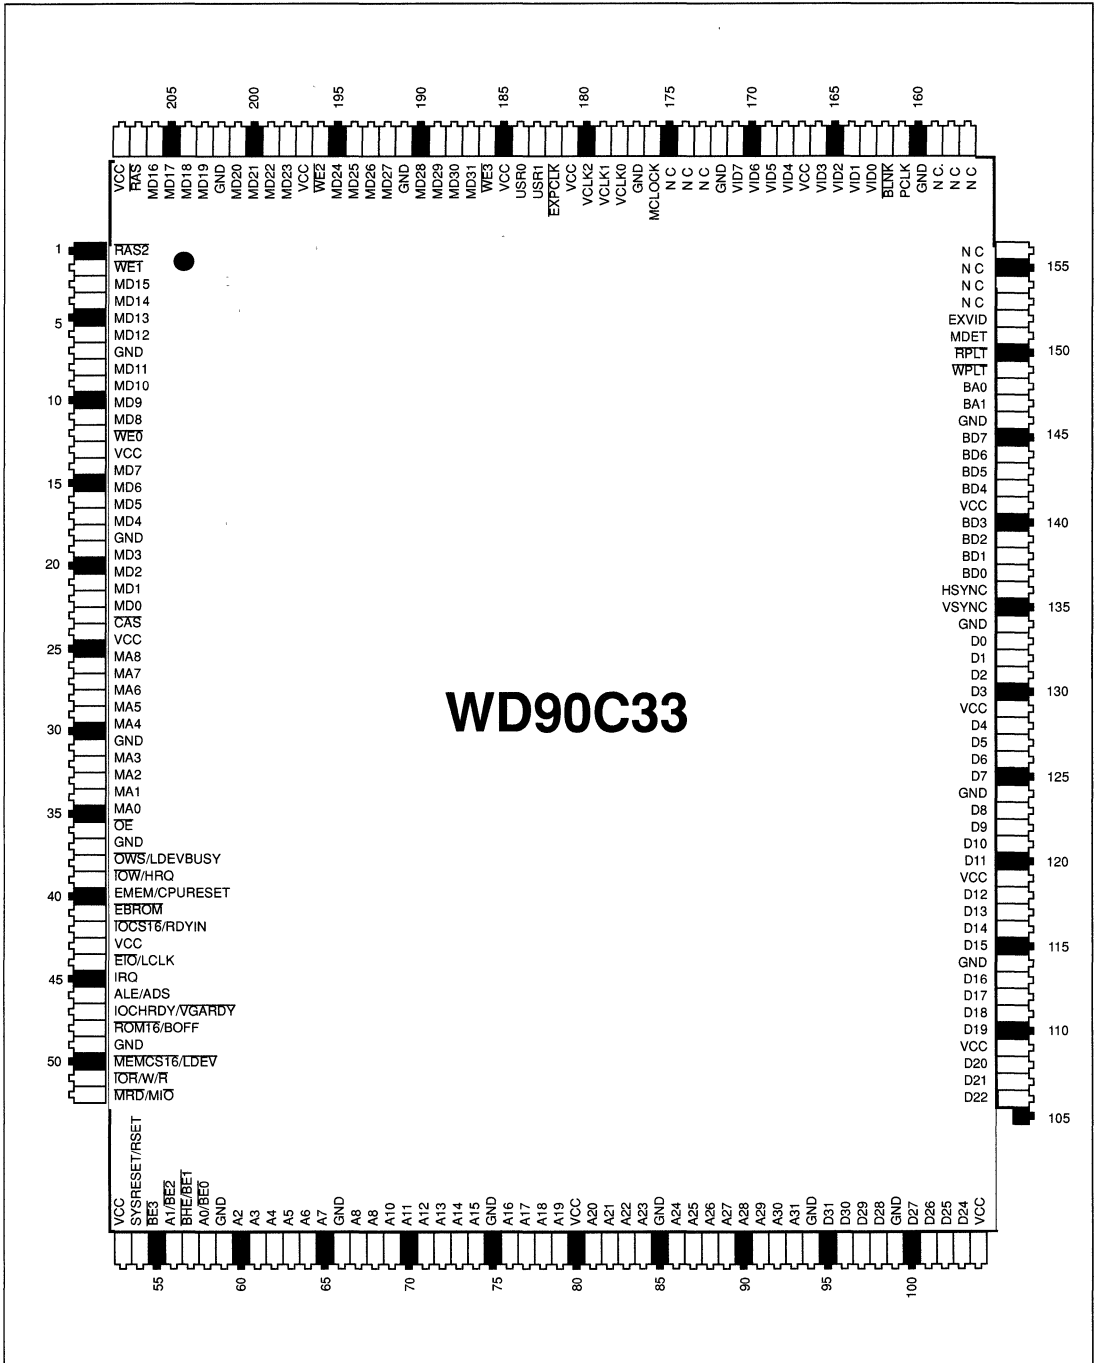 205 200 195 190 185 180 175 170 165 160
VCC
RAS
MD16
MD17
MD18
MD19
GND
MD20
MD21
MD22
MD23
VCC
WE2
MD24
MD25
MD26
MD27
GND
MD28
MD29
MD30
MD31
WE3
VCC
USR0
USR1
EXPCLK
VCC
VCLK2
VCLK1
VCLK0
GND
MCLOCK
N C
N C
N C
GND
VID7
VID6
VID5
VID4
VCC
VID3
VID2
VID1
VID0
BLNK
PCLK
GND
N C.
N C
N C
1 RAS2
WE1
MD15
MD14
5 MD13
MD12
GND
MD11
MD10
10 MD9
MD8
WE0
VCC
MD7
15 MD6
MD5
MD4
GND
MD3
20 MD2
MD1
MD0
CAS
VCC
25 MA8
MA7
MA6
MA5
MA4
30 GND
MA3
MA2
MA1
MA0
35 OE
GND
OWS/LDEVBUSY
IOW/HRQ
40 EMEM/CPURESET
EBROM
IOCS16/RDYIN
VCC
EIO/LCLK
45 IRQ
ALE/ADS
IOCHRDY/VGARDY
ROM16/BOFF
GND
50 MEMCS16/LDEV
IOR/W/R
MRD/MIO
WD90C33
N C
N C 155
N C
N C
EXVID
MDET
RPLT 150
WPLT
BA0
BA1
GND
BD7 145
BD6
BD5
BD4
VCC
BD3 140
BD2
BD1
BD0
HSYNC
VSYNC 135
GND
D0
D1
D2
D3 130
VCC
D4
D5
D6
D7 125
GND
D8
D9
D10
D11 120
VCC
D12
D13
D14
D15 115
GND
D16
D17
D18
D19 110
VCC
D20
D21
D22
105
VCC
SYSRESET/RSET
BE3
A1/BE2
BHE/BE1
A0/BE0
GND
A2
A3
A4
A5
A6
A7
GND
A8
A8
A10
A11
A12
A13
A14
A15
GND
A16
A17
A18
A19
VCC
A20
A21
A22
A23
GND
A24
A25
A26
A27
A28
A29
A30
A31
GND
D31
D30
D29
D28
GND
D27
D26
D25
D24
VCC
55 60 65 70 75 80 85 90 95 100